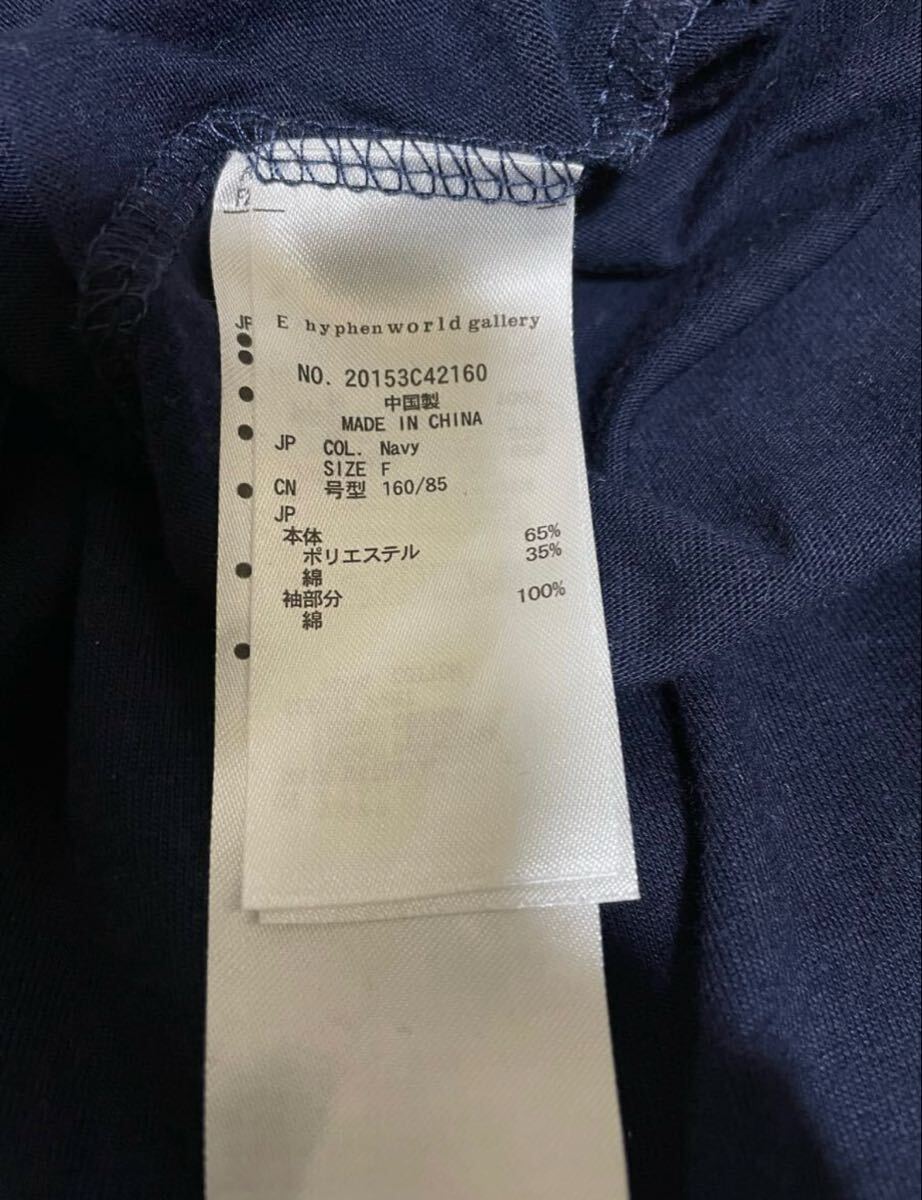 E hyphen world gallery
NO. 20153C42160
中国製
MADE IN CHINA
JP COL. Navy
SIZE F
CN 号型 160/85
JP
本体
ポリエステル 65%
綿 35%
袖部分
綿 100%
JP